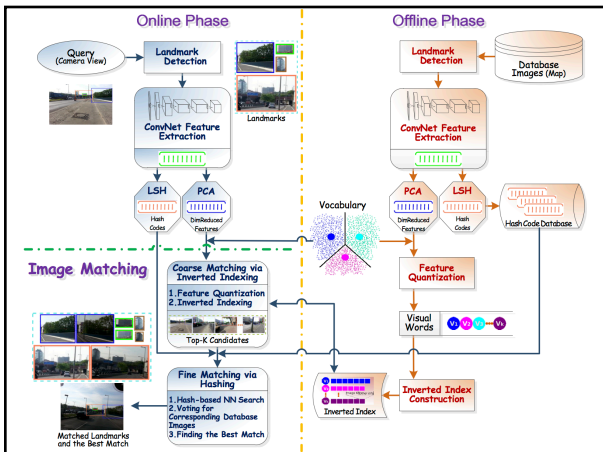 Online Phase
Query
(Camera View)
Landmark
Detection
Landmarks
ConvNet Feature
Extraction
LSH
Hash
Codes
PCA
DimReduced
Features
Image Matching
Coarse Matching via
Inverted Indexing
1.Feature Quantization
2.Inverted Indexing
Top-K Candidates
Fine Matching via
Hashing
1.Hash-based NN Search
2.Voting for
Corresponding Database
Images
3.Finding the Best Match
Matched Landmarks
and the Best Match
Offline Phase
Landmark
Detection
Database
Images (Map)
ConvNet Feature
Extraction
PCA
DimReduced
Features
LSH
Hash
Codes
Hash Code Database
Vocabulary
Feature
Quantization
Visual
Words
V1 V2 V3 VK
Inverted Index
Construction
Inverted Index